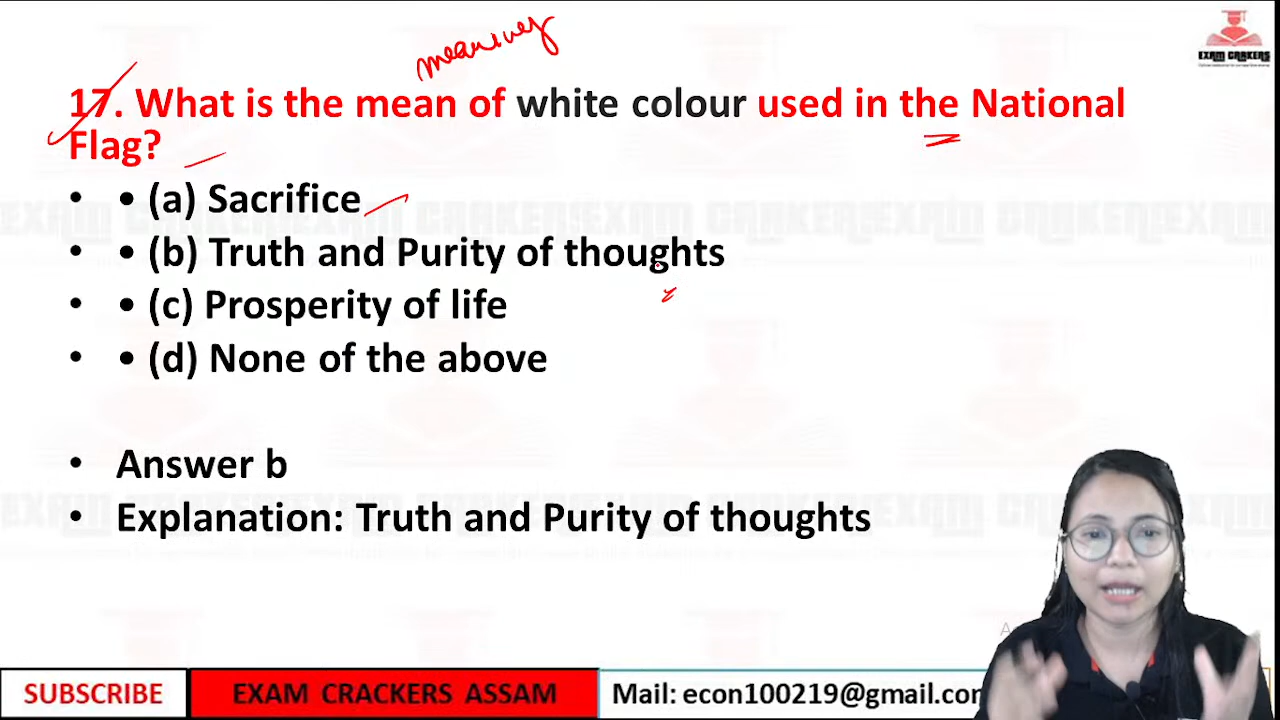 EXAM CRAKERS
meaning
17. What is the mean of white colour used in the National
Flag?
• • (a) Sacrifice
• • (b) Truth and Purity of thoughts
• • (c) Prosperity of life
• • (d) None of the above
• Answer b
• Explanation: Truth and Purity of thoughts
SUBSCRIBE EXAM CRACKERS ASSAM Mail: econ100219@gmail.com